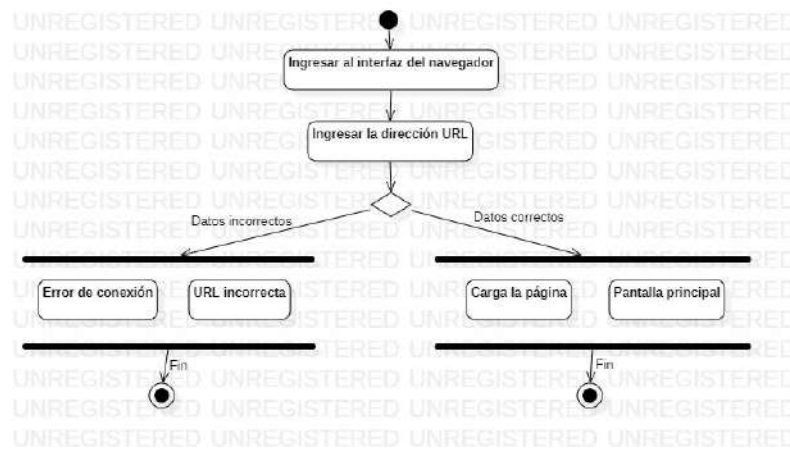 UNREGISTERED UNREGISTERED UNREGISTERED UNREGISTERED
Ingresar al interfaz del navegador
Ingresar la dirección URL
Datos incorrectos
Datos correctos
Error de conexión
URL incorrecta
Carga la página
Pantalla principal
Fin
Fin